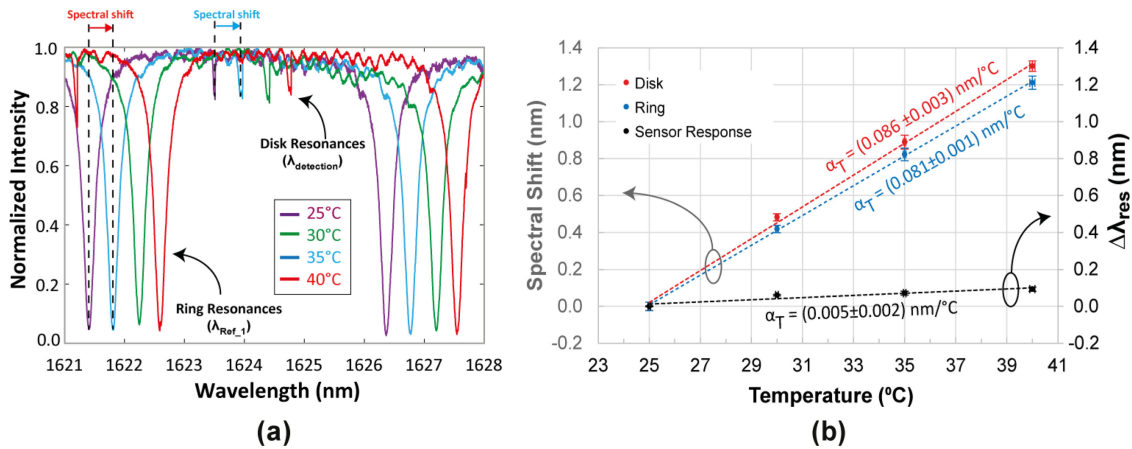 Spectral shift
Spectral shift
1.0
0.8
0.6
0.4
0.2
0.0
Normalized Intensity
Disk Resonances
(λdetection)
25°C
30°C
35°C
40°C
Ring Resonances
(λRef_1)
1621 1622 1623 1624 1625 1626 1627 1628
Wavelength (nm)
(a)
1.4
1.2
1.0
0.8
0.6
0.4
0.2
0.0
-0.2
Spectral Shift (nm)
Disk
Ring
Sensor Response
αT = (0.086 ±0.003) nm/°C
αT = (0.081±0.001) nm/°C
αT = (0.005±0.002) nm/°C
1.4
1.2
1.0
0.8
0.6
0.4
0.2
0.0
-0.2
Δλres (nm)
23 25 27 29 31 33 35 37 39 41
Temperature (ºC)
(b)